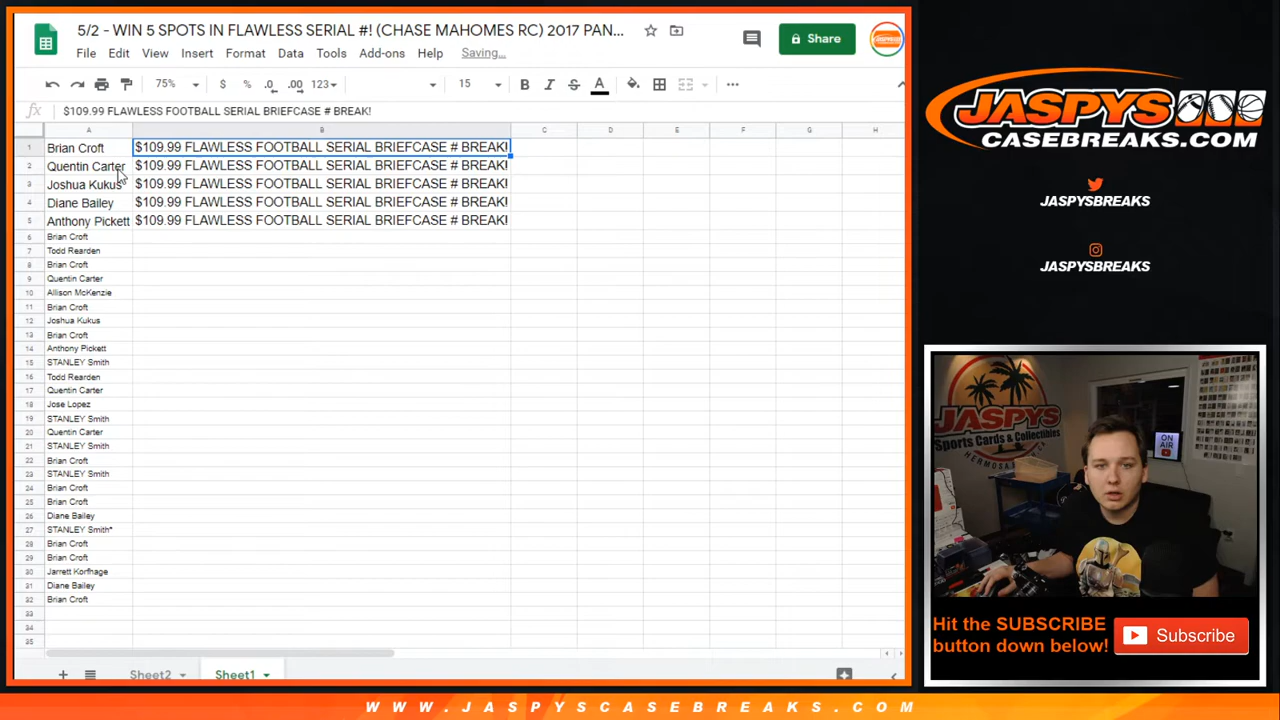 5/2 - WIN 5 SPOTS IN FLAWLESS SERIAL #! (CHASE MAHOMES RC) 2017 PAN...
File Edit View Insert Format Data Tools Add-ons Help Saving...
Share
75% $ % .0 .00 123 15 B I S A
fx $109.99 FLAWLESS FOOTBALL SERIAL BRIEFCASE # BREAK!
A B C D E F G H
1 Brian Croft $109.99 FLAWLESS FOOTBALL SERIAL BRIEFCASE # BREAK!
2 Quentin Carter $109.99 FLAWLESS FOOTBALL SERIAL BRIEFCASE # BREAK!
3 Joshua Kukus $109.99 FLAWLESS FOOTBALL SERIAL BRIEFCASE # BREAK!
4 Diane Bailey $109.99 FLAWLESS FOOTBALL SERIAL BRIEFCASE # BREAK!
5 Anthony Pickett $109.99 FLAWLESS FOOTBALL SERIAL BRIEFCASE # BREAK!
6 Brian Croft
7 Todd Rearden
8 Brian Croft
9 Quentin Carter
10 Allison McKenzie
11 Brian Croft
12 Joshua Kukus
13 Brian Croft
14 Anthony Pickett
15 STANLEY Smith
16 Todd Rearden
17 Quentin Carter
18 Jose Lopez
19 STANLEY Smith
20 Quentin Carter
21 STANLEY Smith
22 Brian Croft
23 STANLEY Smith
24 Brian Croft
25 Brian Croft
26 Diane Bailey
27 STANLEY Smith*
28 Brian Croft
29 Brian Croft
30 Jarrett Korfhage
31 Diane Bailey
32 Brian Croft
33
34
35
Sheet2 Sheet1
JASPYS
CASEBREAKS.COM
JASPYSBREAKS
JASPYSBREAKS
JASPYS
Sports Cards & Collectibles
ON
AIR
Hit the SUBSCRIBE
button down below!
Subscribe
WWW.JASPYSCASEBREAKS.COM